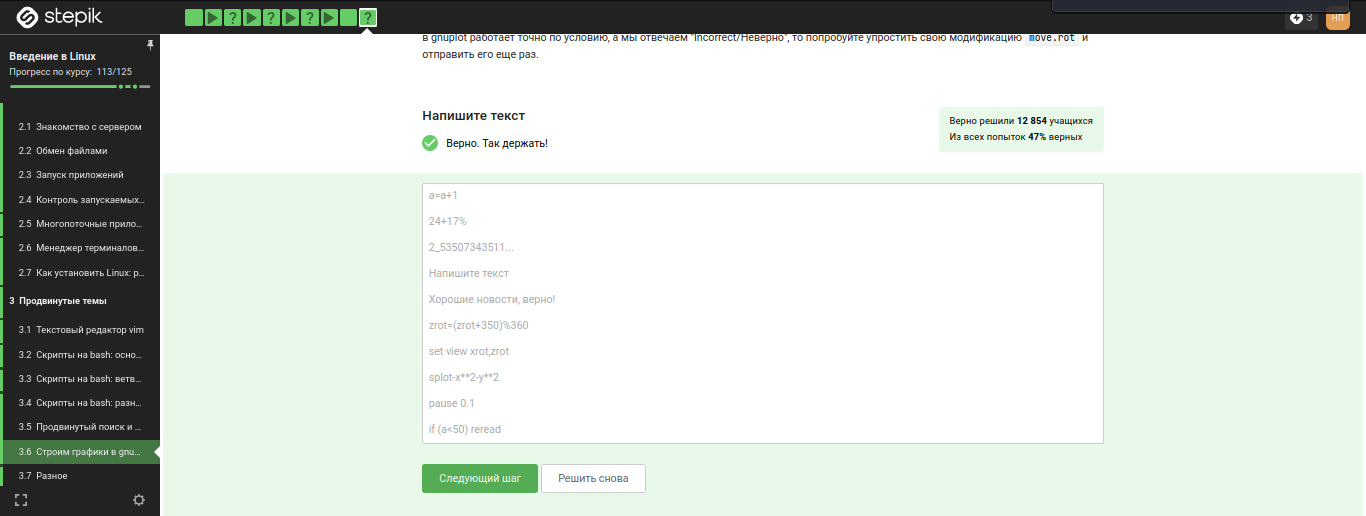 stepik
? ? ? ? ?
3
НП
Введение в Linux
Прогресс по курсу: 113/125
2.1 Знакомство с сервером
2.2 Обмен файлами
2.3 Запуск приложений
2.4 Контроль запускаемых...
2.5 Многопоточные прило...
2.6 Менеджер терминалов...
2.7 Как установить Linux: р...
3 Продвинутые темы
3.1 Текстовый редактор vim
3.2 Скрипты на bash: осно...
3.3 Скрипты на bash: ветв...
3.4 Скрипты на bash: разн...
3.5 Продвинутый поиск и ...
3.6 Строим графики в gnu...
3.7 Разное
в gnuplot работает точно по условию, а мы отвечаем "Incorrect/Неверно", то попробуйте упростить свою модификацию move.rot и
отправить его еще раз.
Напишите текст
Верно. Так держать!
Верно решили 12 854 учащихся
Из всех попыток 47% верных
a=a+1
24+17%
2_53507343511...
Напишите текст
Хорошие новости, верно!
zrot=(zrot+350)%360
set view xrot,zrot
splot-x**2-y**2
pause 0.1
if (a<50) reread
Следующий шаг
Решить снова